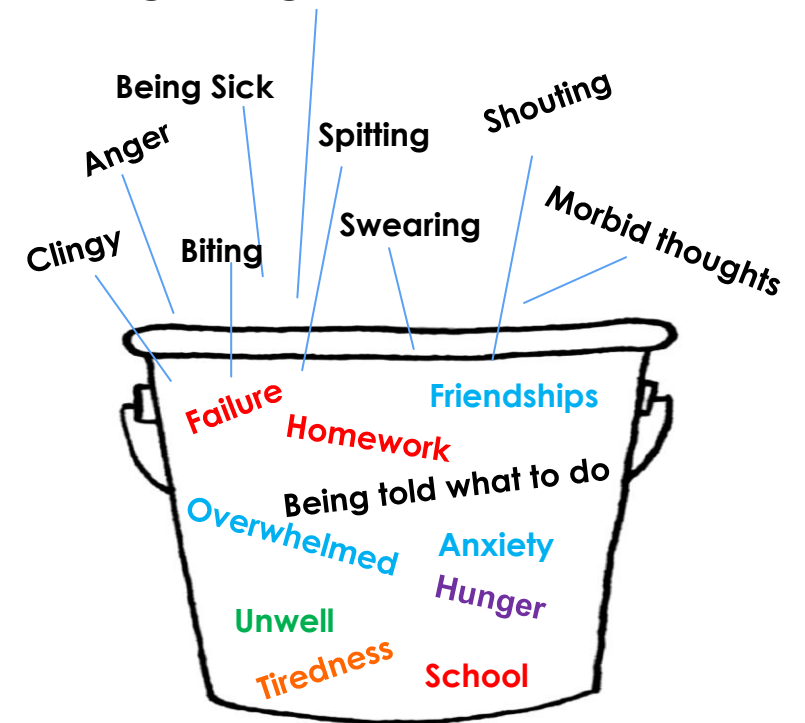 Being Sick
Shouting
Anger
Spitting
Clingy
Biting
Swearing
Morbid thoughts
Failure
Friendships
Homework
Being told what to do
Overwhelmed
Anxiety
Hunger
Unwell
Tiredness
School